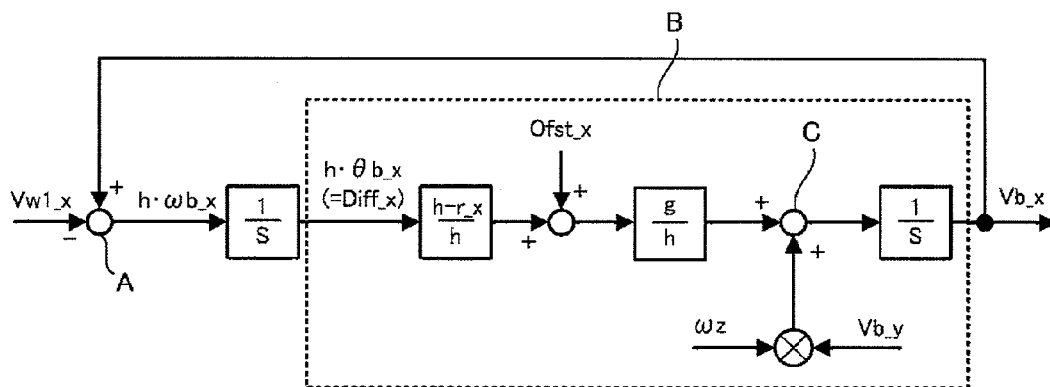 B
Ofst_x
C
h・θb_x
(=Diff_x)
Vw1_x
h・ωb_x
+
−
A
1
S
h−r_x
h
+
+
g
h
+
+
1
S
Vb_x
ωz
Vb_y